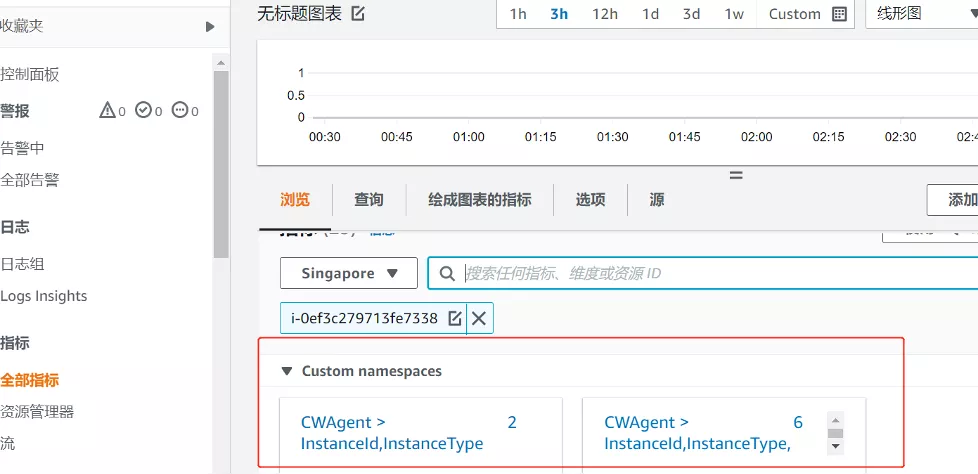 收藏夹
控制面板
警报 0 0 0
告警中
全部告警
日志
日志组
Logs Insights
指标
全部指标
资源管理器
流
无标题图表
1h 3h 12h 1d 3d 1w Custom 线形图
1
0.5
0
00:30 00:45 01:00 01:15 01:30 01:45 02:00 02:15 02:30
浏览 查询 绘成图表的指标 选项 源 添加
Singapore 搜索任何指标、维度或资源 ID
i-0ef3c279713fe7338
Custom namespaces
CWAgent > 2
InstanceId,InstanceType
CWAgent > 6
InstanceId,InstanceType,